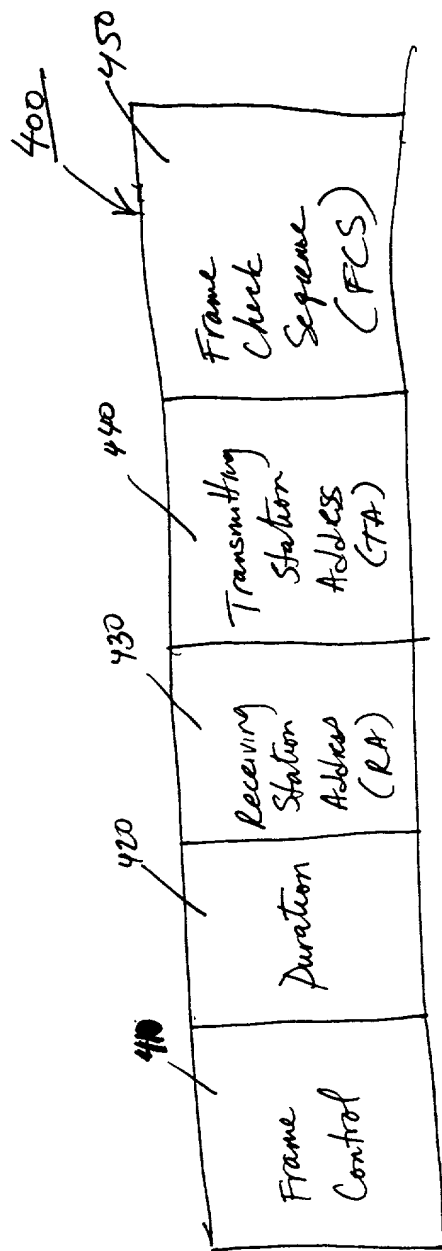 400
410
420
430
440
450
Frame
Control
Duration
Receiving
Station
Address
(RA)
Transmitting
Station
Address
(TA)
Frame
Check
Sequence
(FCS)